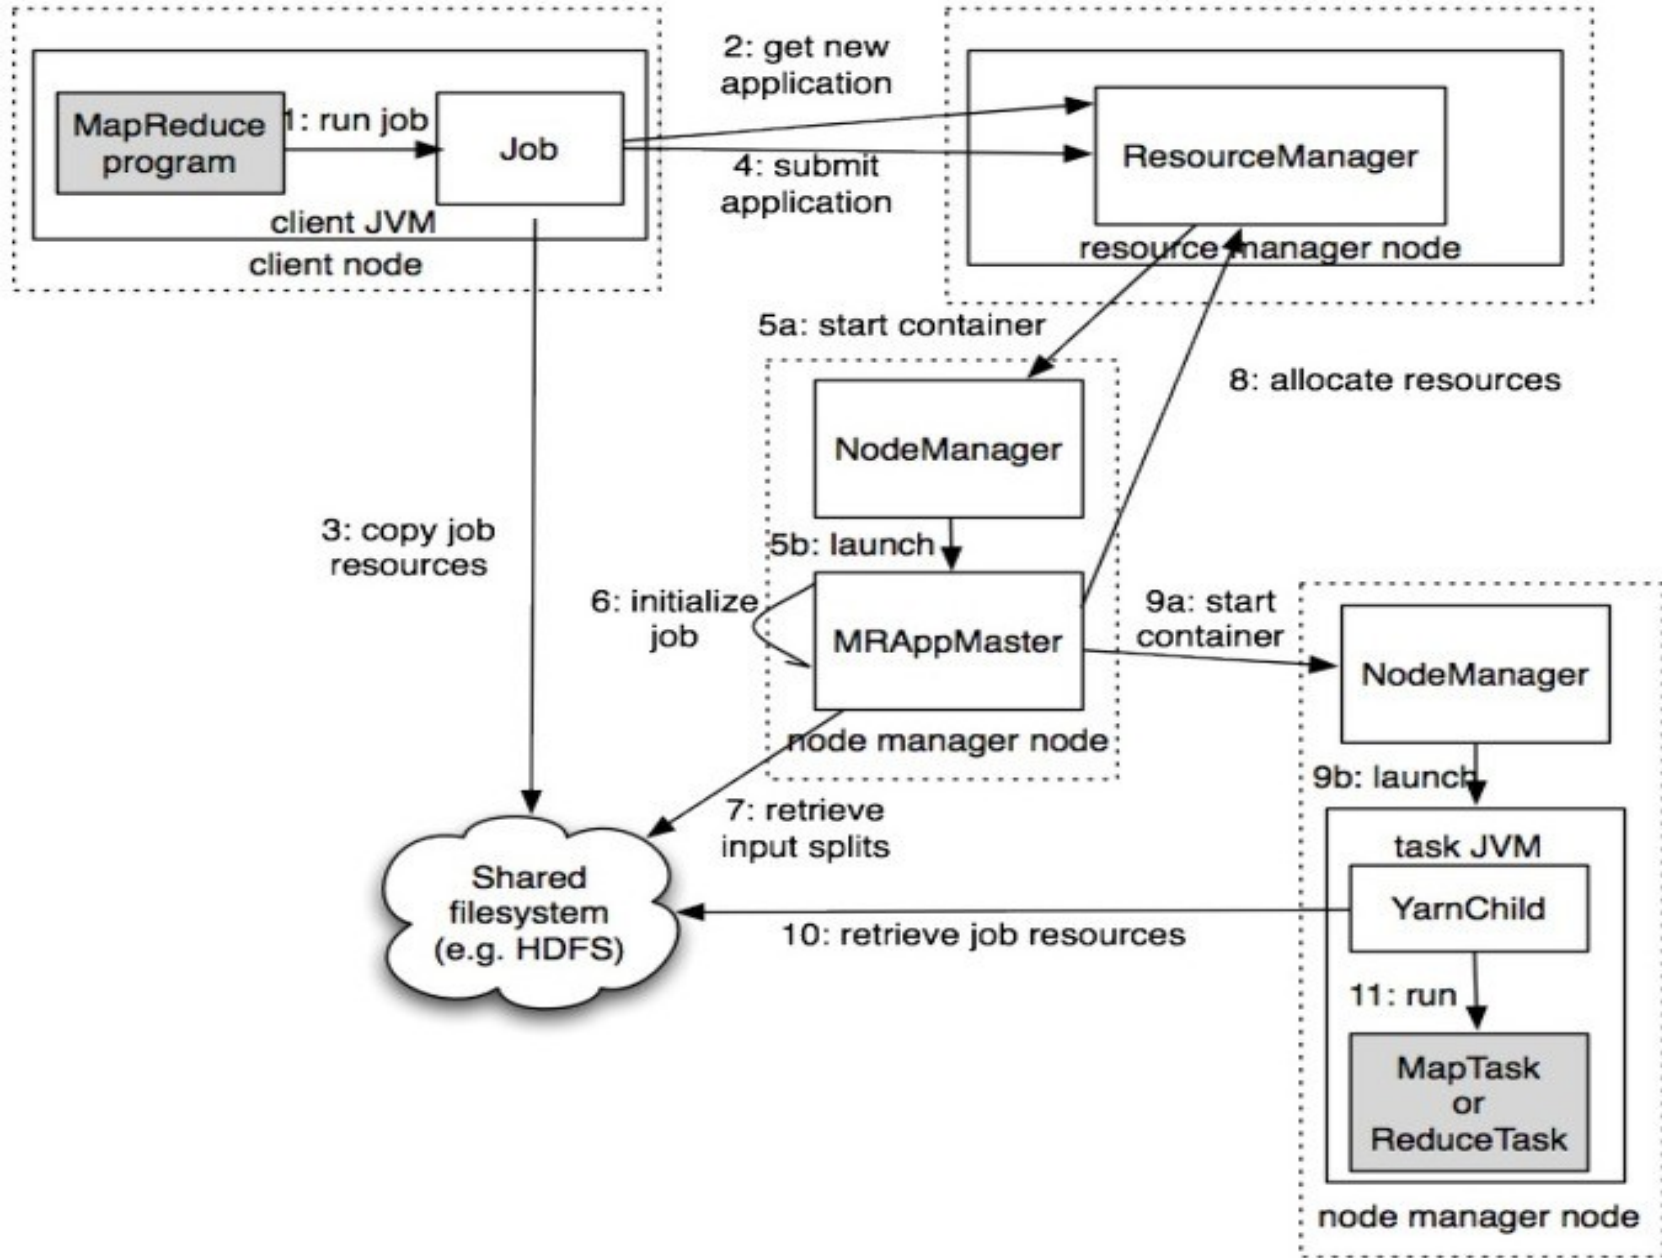 2: get new
application
MapReduce
program
1: run job
Job
ResourceManager
4: submit
application
client JVM
client node
resource manager node
5a: start container
8: allocate resources
NodeManager
3: copy job
resources
5b: launch
6: initialize
job
MRAppMaster
9a: start
container
NodeManager
node manager node
9b: launch
7: retrieve
input splits
task JVM
Shared
filesystem
(e.g. HDFS)
YarnChild
10: retrieve job resources
11: run
MapTask
or
ReduceTask
node manager node